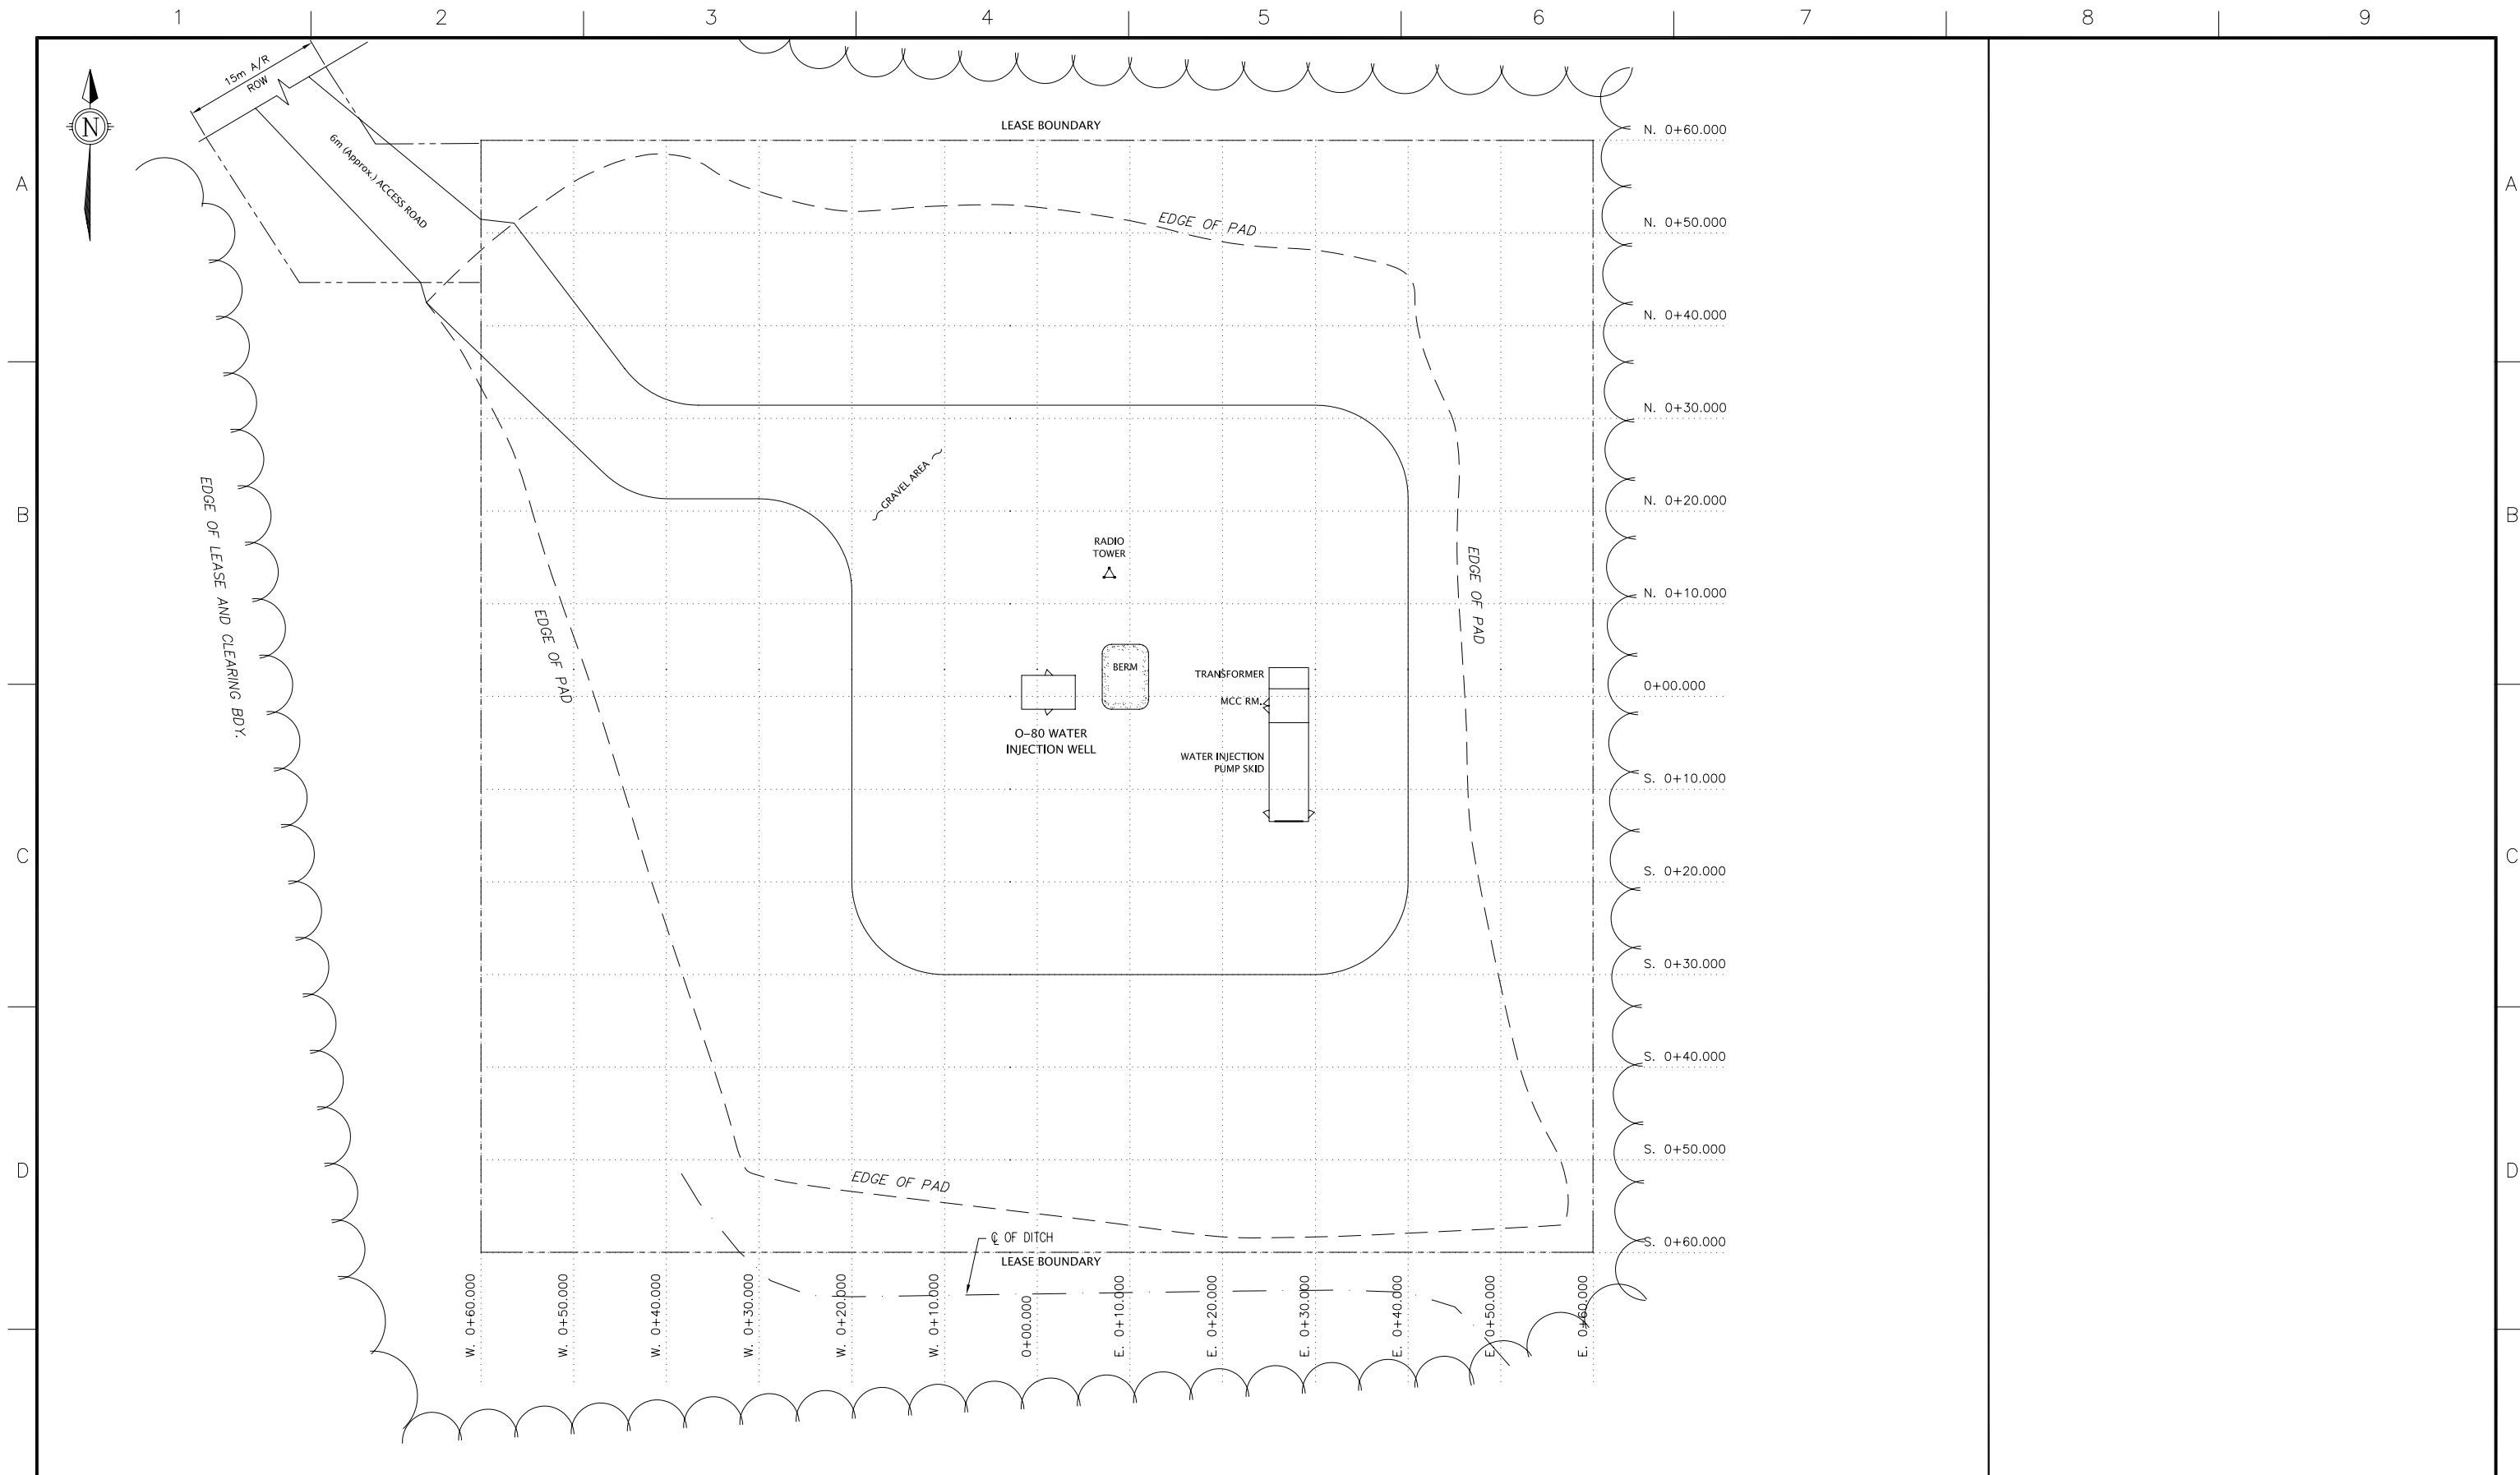 1 2 3 4 5 6 7 8 9
15m A/R
ROW
N
6m (Approx.) ACCESS ROAD
LEASE BOUNDARY
N. 0+60.000
A A
EDGE OF PAD
N. 0+50.000
N. 0+40.000
N. 0+30.000
GRAVEL AREA
EDGE OF LEASE AND CLEARING BDY.
N. 0+20.000
B B
RADIO
TOWER
EDGE OF PAD
N. 0+10.000
EDGE OF PAD
BERM
TRANSFORMER
0+00.000
MCC RM.
O-80 WATER
INJECTION WELL
WATER INJECTION
PUMP SKID
S. 0+10.000
C C
S. 0+20.000
S. 0+30.000
S. 0+40.000
S. 0+50.000
D D
EDGE OF PAD
℄ OF DITCH
S. 0+60.000
LEASE BOUNDARY
W. 0+60.000
W. 0+50.000
W. 0+40.000
W. 0+30.000
W. 0+20.000
W. 0+10.000
0+00.000
E. 0+10.000
E. 0+20.000
E. 0+30.000
E. 0+40.000
E. 0+50.000
E. 0+60.000